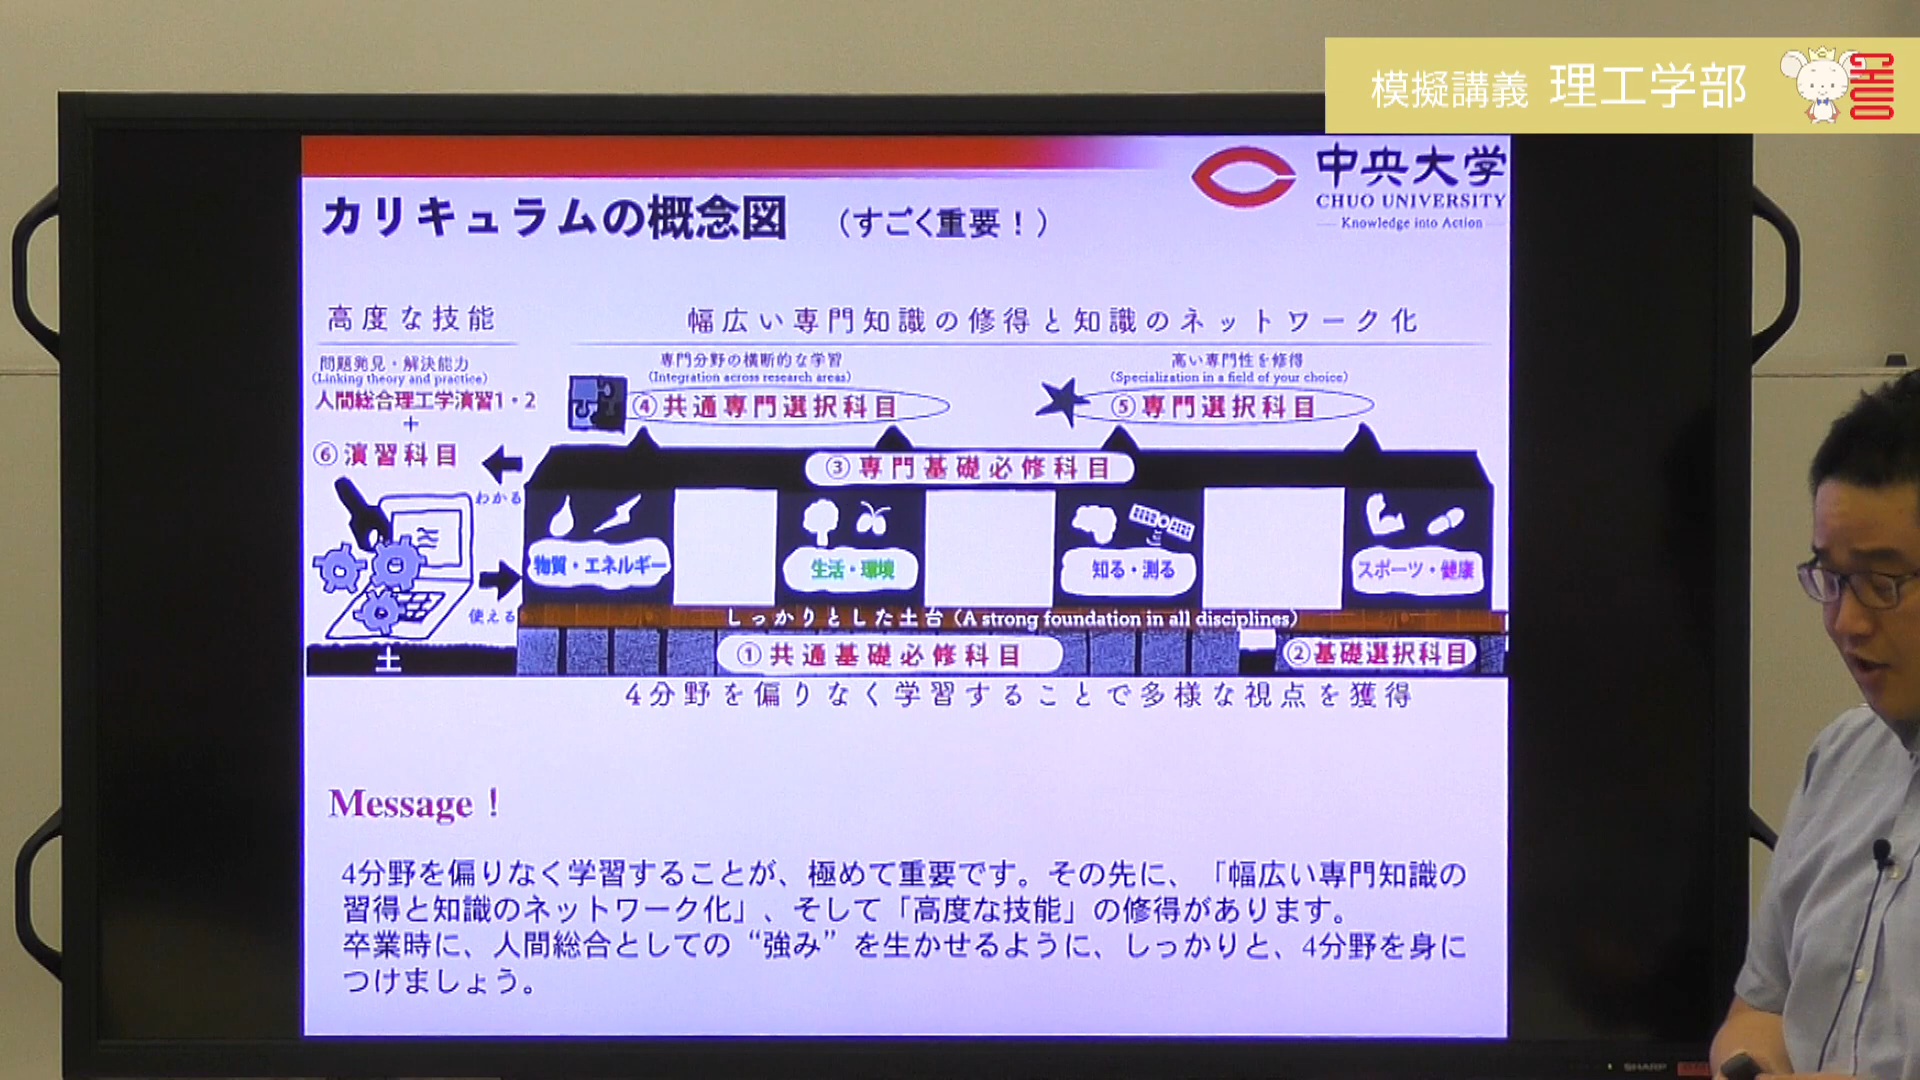 模擬講義 理工学部
CHUO
中央大学
CHUO UNIVERSITY
Knowledge into Action
カリキュラムの概念図 (すごく重要!)
高度な技能
幅広い専門知識の修得と知識のネットワーク化
問題発見・解決能力
(Linking theory and practice)
人間総合理工学演習1・2
+
⑥演習科目
専門分野の横断的な学習
(Integration across research areas)
④共通専門選択科目
高い専門性を修得
(Specialization in a field of your choice)
⑤専門選択科目
③専門基礎必修科目
わかる
使える
物質・エネルギー
生活・環境
知る・測る
スポーツ・健康
しっかりとした土台(A strong foundation in all disciplines)
土
①共通基礎必修科目
②基礎選択科目
4分野を偏りなく学習することで多様な視点を獲得
Message!
4分野を偏りなく学習することが、極めて重要です。その先に、「幅広い専門知識の
習得と知識のネットワーク化」、そして「高度な技能」の修得があります。
卒業時に、人間総合としての“強み”を生かせるように、しっかりと、4分野を身に
つけましょう。
SHARP